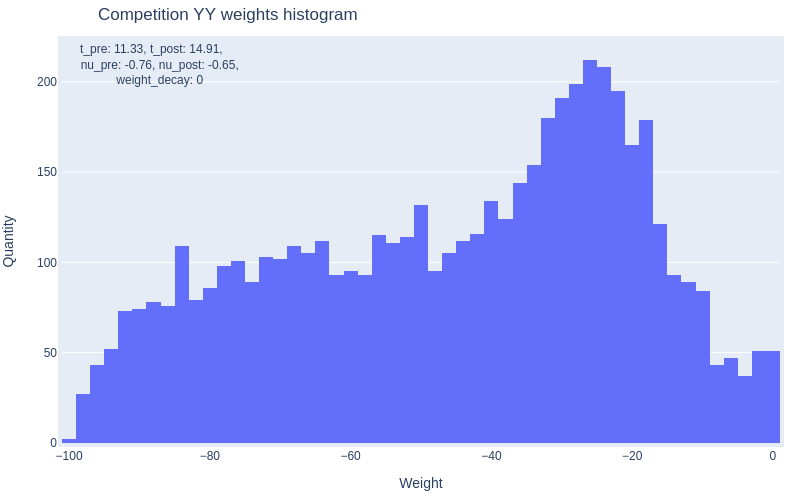 Competition YY weights histogram
t_pre: 11.33, t_post: 14.91,
nu_pre: -0.76, nu_post: -0.65,
weight_decay: 0
200
150
100
50
0
Quantity
−100 −80 −60 −40 −20 0
Weight